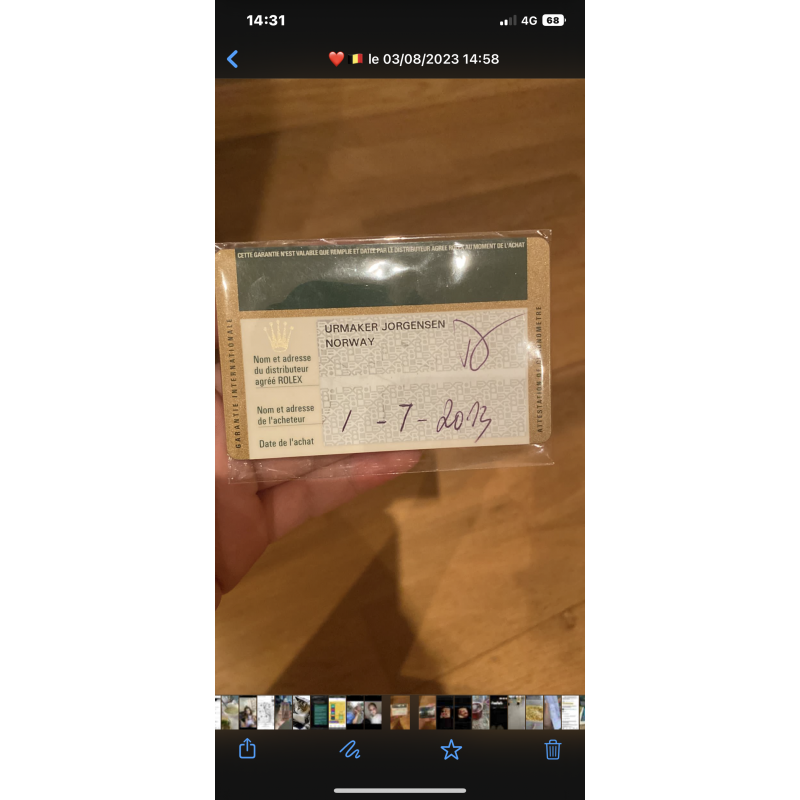 14:31
4G 68
❤️🇧🇪 le 03/08/2023 14:58
CETTE GARANTIE N'EST VALABLE QUE REMPLIE ET DATÉE PAR LE DISTRIBUTEUR AGRÉÉ ROLEX AU MOMENT DE L'ACHAT
GARANTIE INTERNATIONALE
URMAKER JORGENSEN
NORWAY
Nom et adresse
du distributeur
agréé ROLEX
Nom et adresse
de l'acheteur
1 - 7 - 2013
Date de l'achat
ATTESTATION DE CHRONOMÈTRE